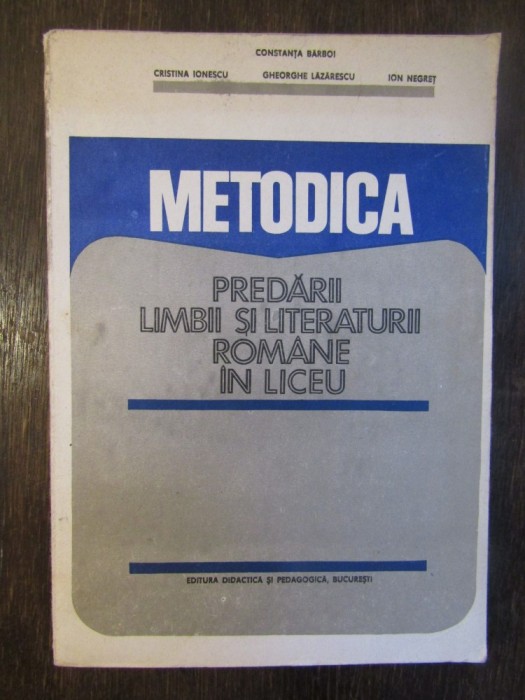 CONSTANȚA BĂRBOI
CRISTINA IONESCU GHEORGHE LĂZĂRESCU ION NEGREȚ
METODICA
PREDĂRII
LIMBII ȘI LITERATURII
ROMÂNE
ÎN LICEU
EDITURA DIDACTICĂ ȘI PEDAGOGICĂ, BUCUREȘTI